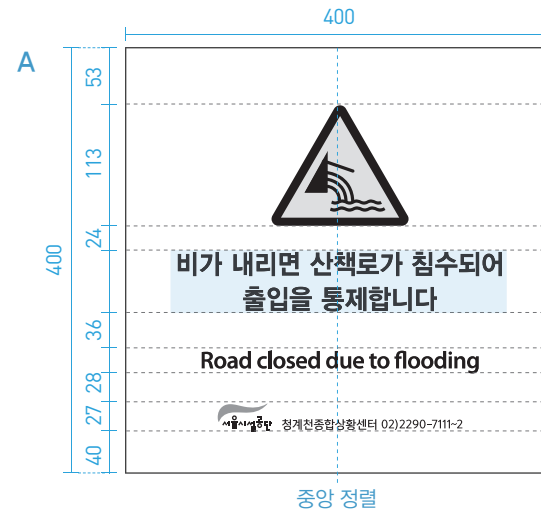 400
A
53
113
24
400
비가 내리면 산책로가 침수되어
출입을 통제합니다
36
Road closed due to flooding
28
27
서울시설공단 청계천종합상황센터 02)2290-7111~2
40
중앙 정렬